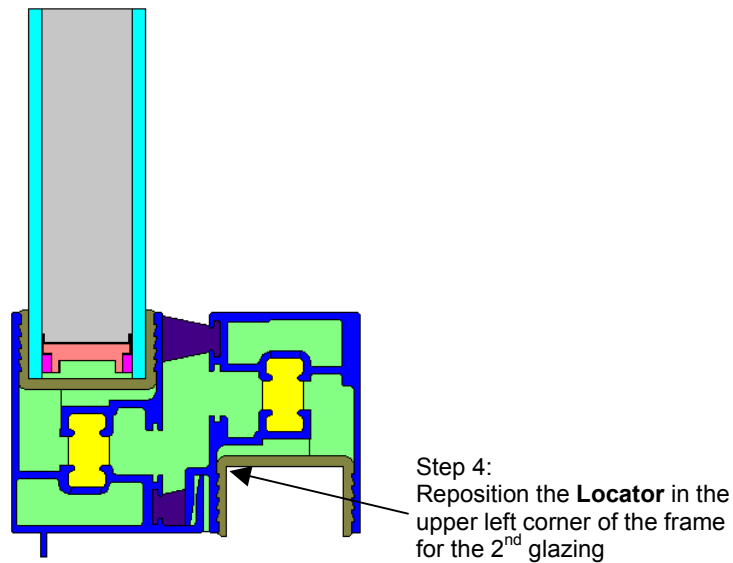 Step 4:
Reposition the Locator in the
upper left corner of the frame
for the 2nd glazing